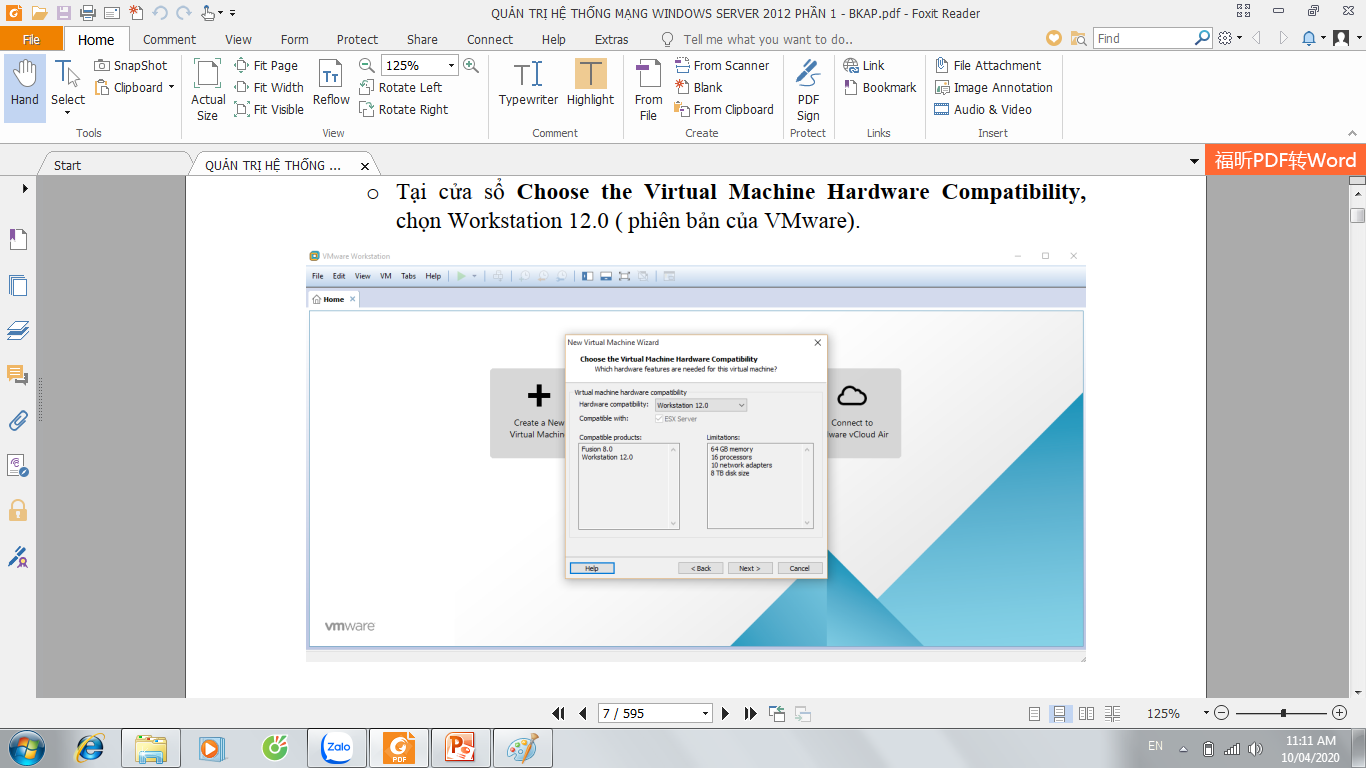 QUẢN TRỊ HỆ THỐNG MẠNG WINDOWS SERVER 2012 PHẦN 1 - BKAP.pdf - Foxit Reader
File Home Comment View Form Protect Share Connect Help Extras Tell me what you want to do.. Find
Hand
Select
SnapShot
Clipboard
Tools
Actual Size
Fit Page
Fit Width
Fit Visible
Reflow
125%
Rotate Left
Rotate Right
View
Typewriter
Highlight
Comment
From File
From Scanner
Blank
From Clipboard
Create
PDF Sign
Protect
Link
Bookmark
Links
File Attachment
Image Annotation
Audio & Video
Insert
Start
QUẢN TRỊ HỆ THỐNG ...
福昕PDF转Word
o Tại cửa sổ Choose the Virtual Machine Hardware Compatibility,
chọn Workstation 12.0 ( phiên bản của VMware).
VMware Workstation
File Edit View VM Tabs Help
Home
Create a New
Virtual Machin
Connect to
ware vCloud Air
New Virtual Machine Wizard
Choose the Virtual Machine Hardware Compatibility
Which hardware features are needed for this virtual machine?
Virtual machine hardware compatibility
Hardware compatibility: Workstation 12.0
Compatible with: ESX Server
Compatible products:
Fusion 8.0
Workstation 12.0
Limitations:
64 GB memory
16 processors
10 network adapters
8 TB disk size
Help < Back Next > Cancel
vmware
7 / 595
125%
Zalo
PDF
EN
11:11 AM
10/04/2020